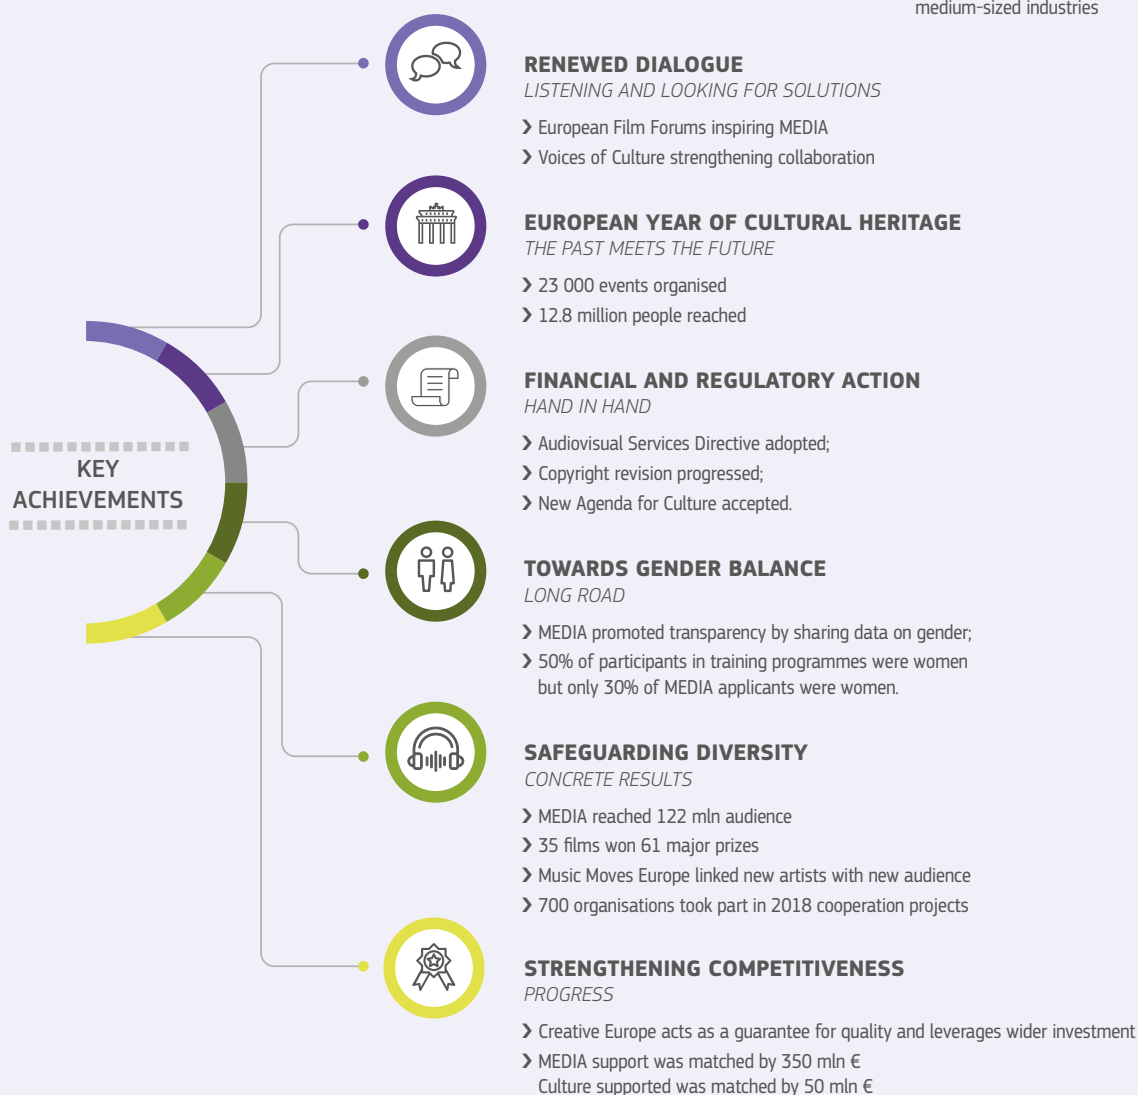 medium-sized industries
RENEWED DIALOGUE
LISTENING AND LOOKING FOR SOLUTIONS
❯ European Film Forums inspiring MEDIA
❯ Voices of Culture strengthening collaboration
EUROPEAN YEAR OF CULTURAL HERITAGE
THE PAST MEETS THE FUTURE
❯ 23 000 events organised
❯ 12.8 million people reached
FINANCIAL AND REGULATORY ACTION
HAND IN HAND
❯ Audiovisual Services Directive adopted;
❯ Copyright revision progressed;
❯ New Agenda for Culture accepted.
KEY
ACHIEVEMENTS
TOWARDS GENDER BALANCE
LONG ROAD
❯ MEDIA promoted transparency by sharing data on gender;
❯ 50% of participants in training programmes were women
but only 30% of MEDIA applicants were women.
SAFEGUARDING DIVERSITY
CONCRETE RESULTS
❯ MEDIA reached 122 mln audience
❯ 35 films won 61 major prizes
❯ Music Moves Europe linked new artists with new audience
❯ 700 organisations took part in 2018 cooperation projects
STRENGTHENING COMPETITIVENESS
PROGRESS
❯ Creative Europe acts as a guarantee for quality and leverages wider investment
❯ MEDIA support was matched by 350 mln €
Culture supported was matched by 50 mln €